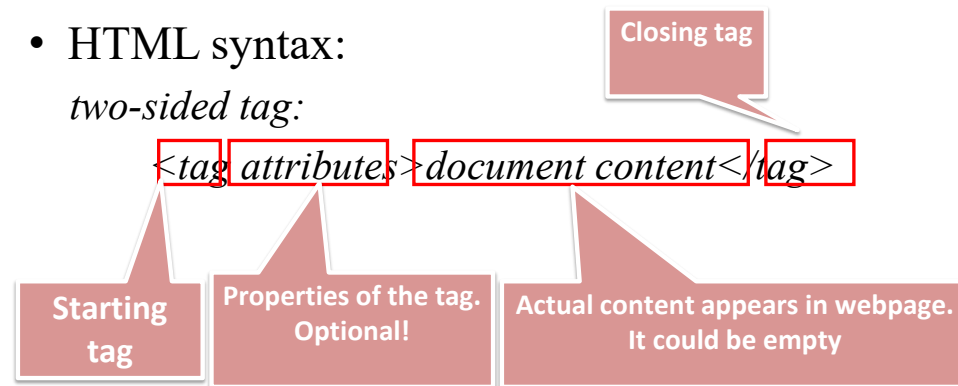 • HTML syntax:
Closing tag
two-sided tag:
<tag attributes>document content</tag>
Starting
tag
Properties of the tag.
Optional!
Actual content appears in webpage.
It could be empty